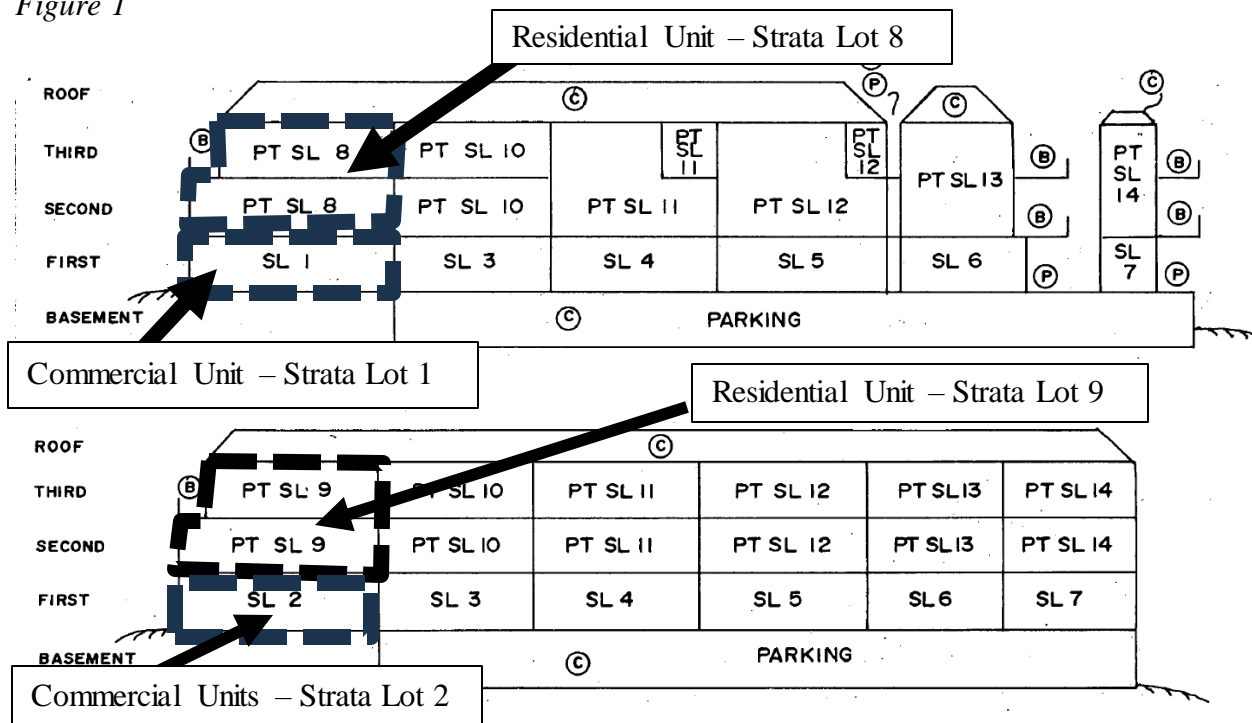 Figure 1
Residential Unit – Strata Lot 8
ROOF C P C C
THIRD B PT SL 8 PT SL 10 PT SL 11 PT SL 12 PT SL 13 B PT SL 14 B
SECOND PT SL 8 PT SL 10 PT SL 11 PT SL 12 B B
FIRST SL 1 SL 3 SL 4 SL 5 SL 6 P SL 7 P
BASEMENT C PARKING
Commercial Unit – Strata Lot 1
Residential Unit – Strata Lot 9
ROOF C
THIRD B PT SL 9 PT SL 10 PT SL 11 PT SL 12 PT SL 13 PT SL 14
SECOND PT SL 9 PT SL 10 PT SL 11 PT SL 12 PT SL 13 PT SL 14
FIRST SL 2 SL 3 SL 4 SL 5 SL 6 SL 7
BASEMENT C PARKING
Commercial Units – Strata Lot 2